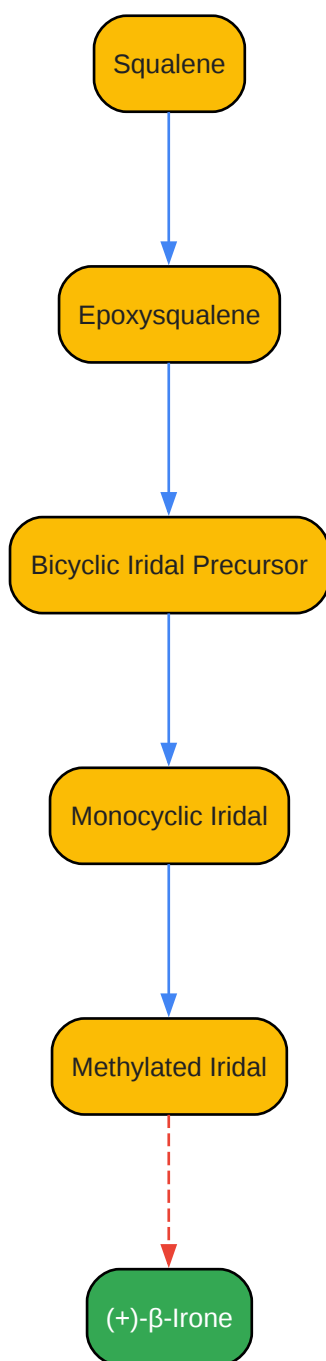 Squalene
Epoxysqualene
Bicyclic Iridal Precursor
Monocyclic Iridal
Methylated Iridal
(+)-β-Irone